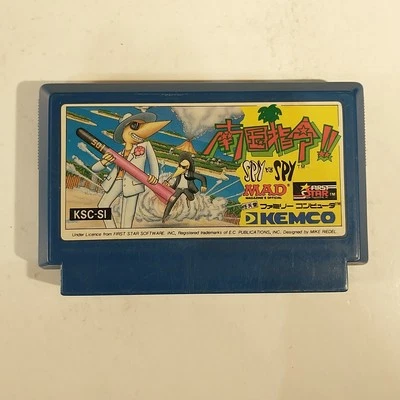 南国指令!!
SPY vs SPY
MAD
MAGAZINE'S OFFICIAL
FIRST STAR
ファミリー コンピュータ
KEMCO
KSC-SI
Under Licence from FIRST STAR SOFTWARE, INC, Registered trademarks of E.C. PUBLICATIONS, INC. Designed by MIKE RIEDEL.